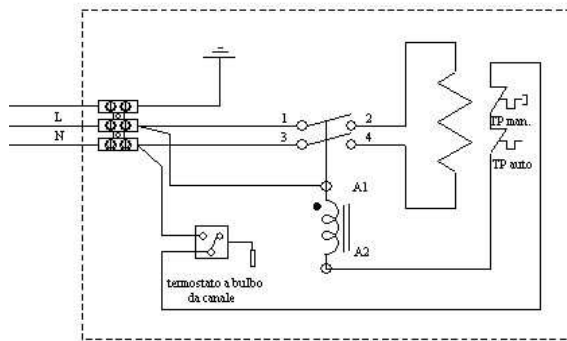 L
1
2
TP man.
N
3
4
TP auto
A1
A2
termostato a bulbo
da canale